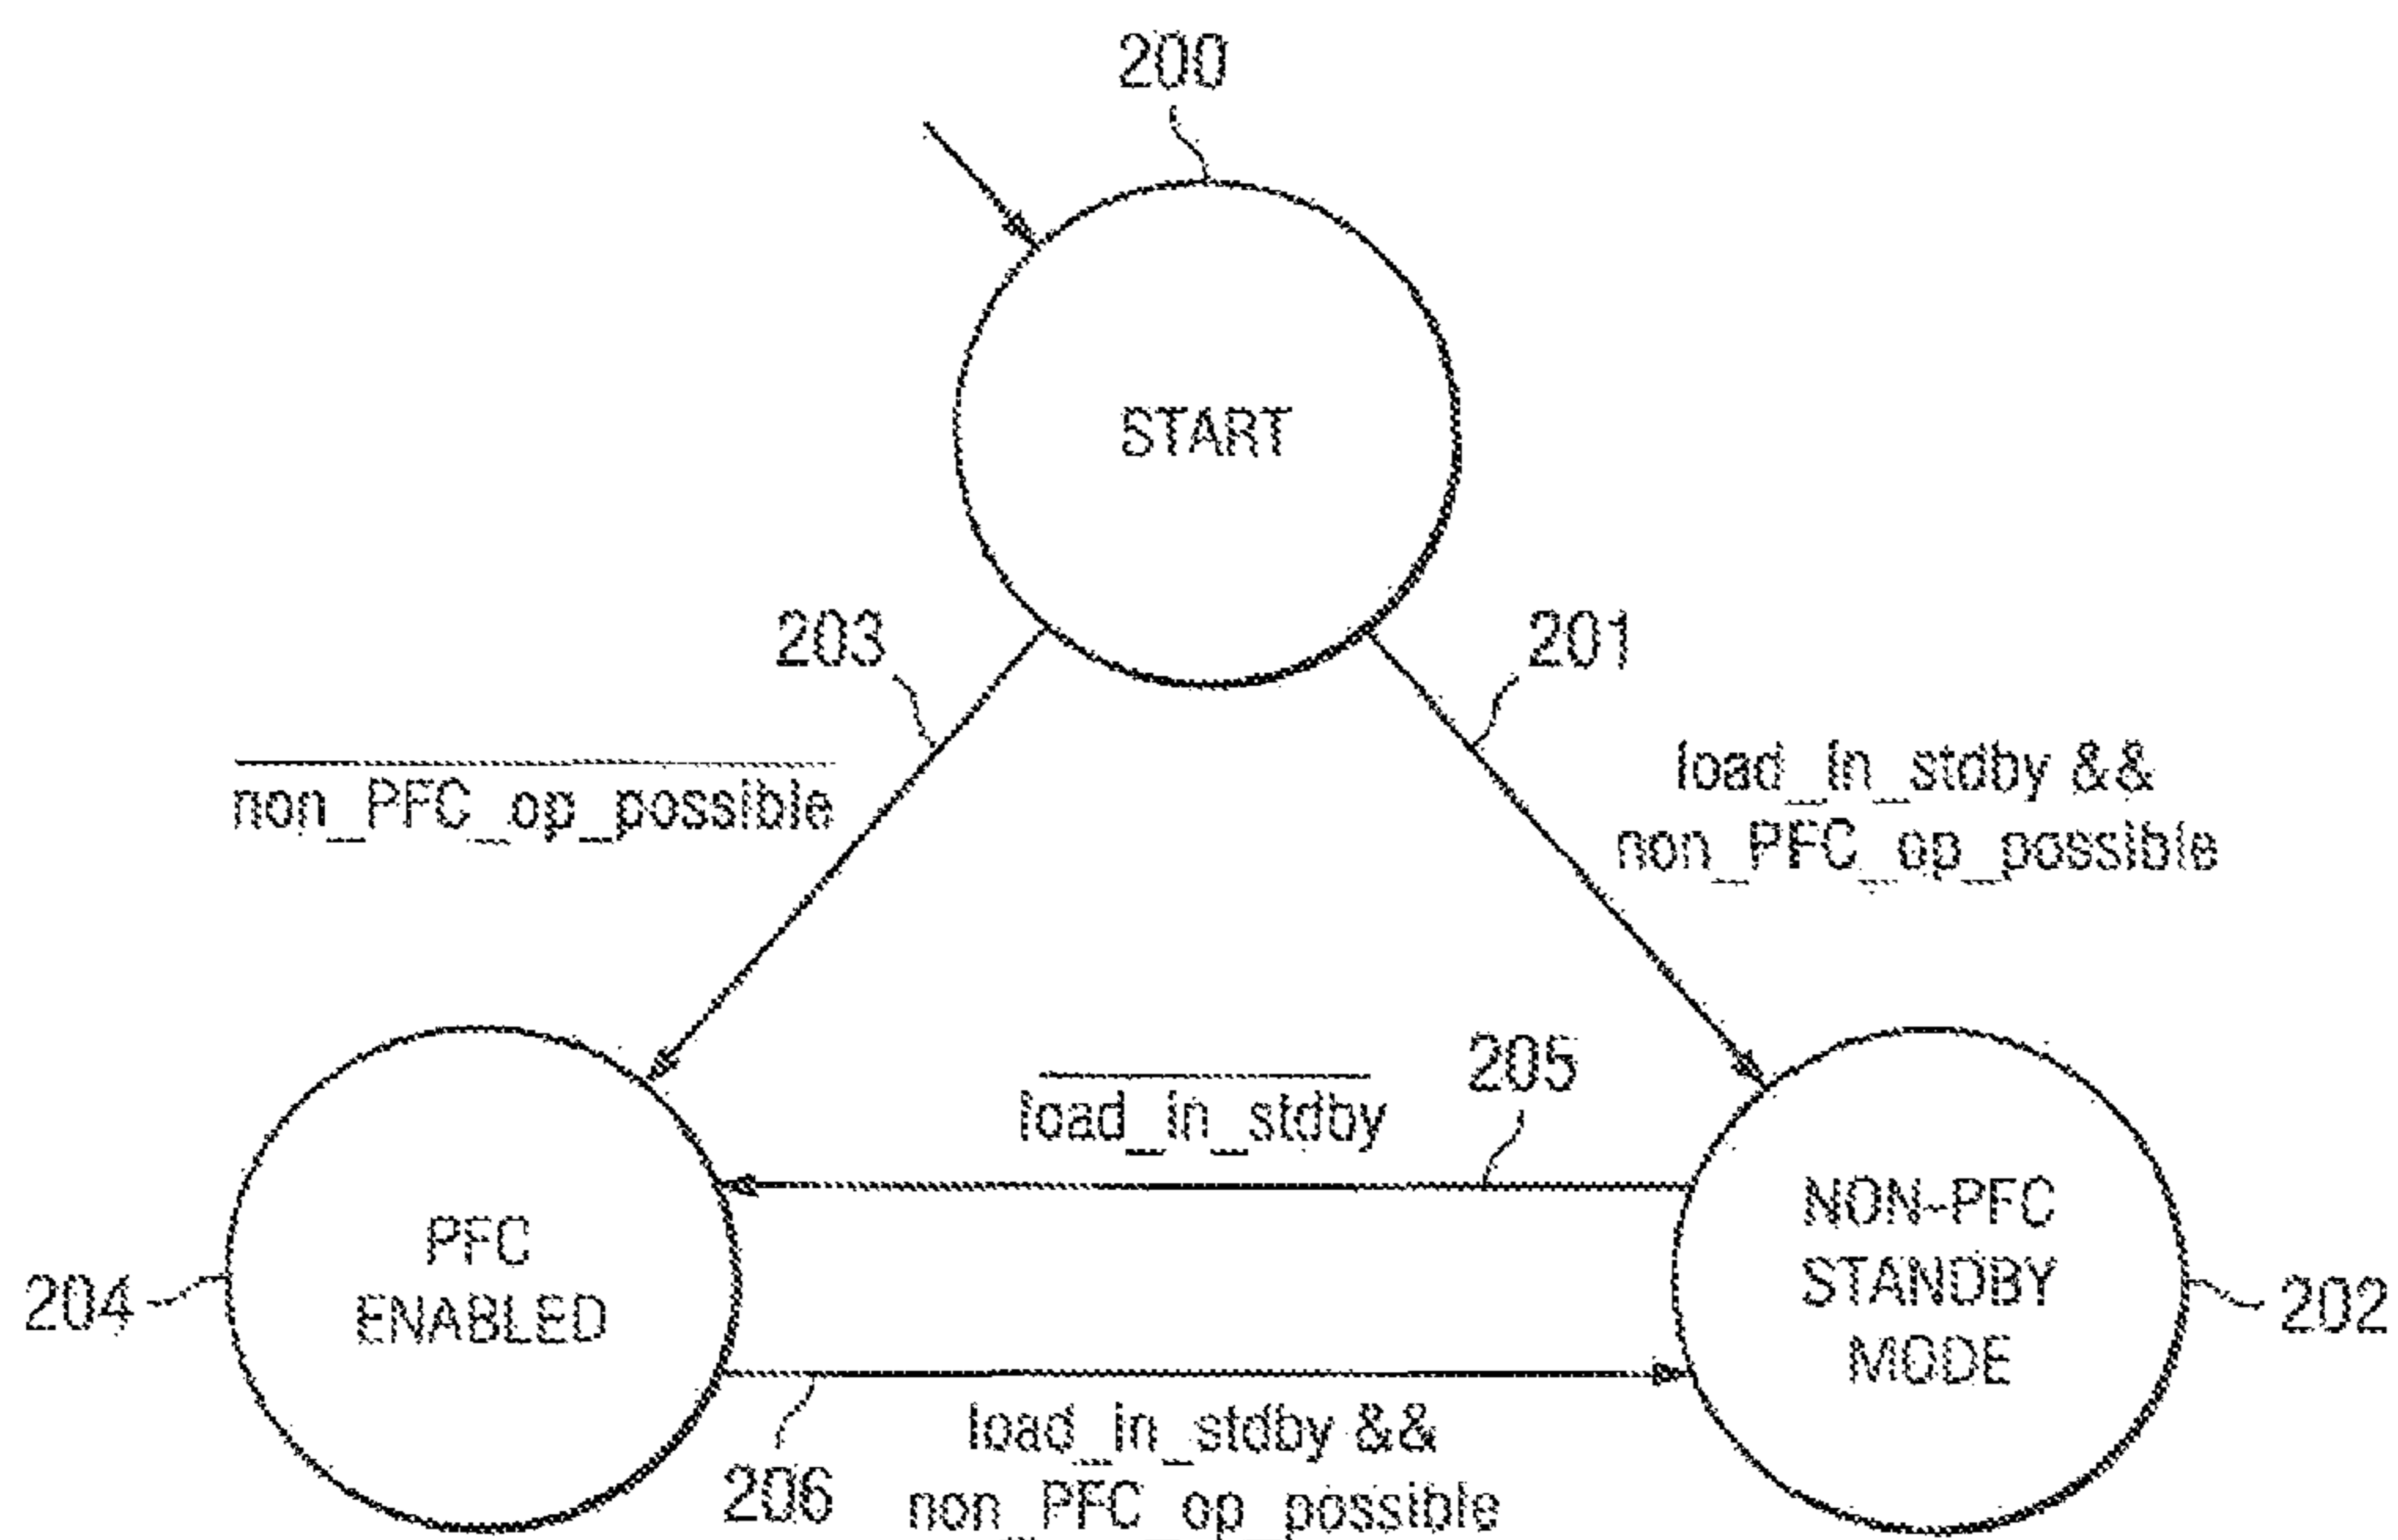 200
START
203
201
non_PFC_op_possible
load_in_stdby &&
non_PFC_op_possible
205
load_in_stdby
PFC
ENABLED
NON-PFC
STANDBY
MODE
204
202
206
load_in_stdby &&
non_PFC_op_possible